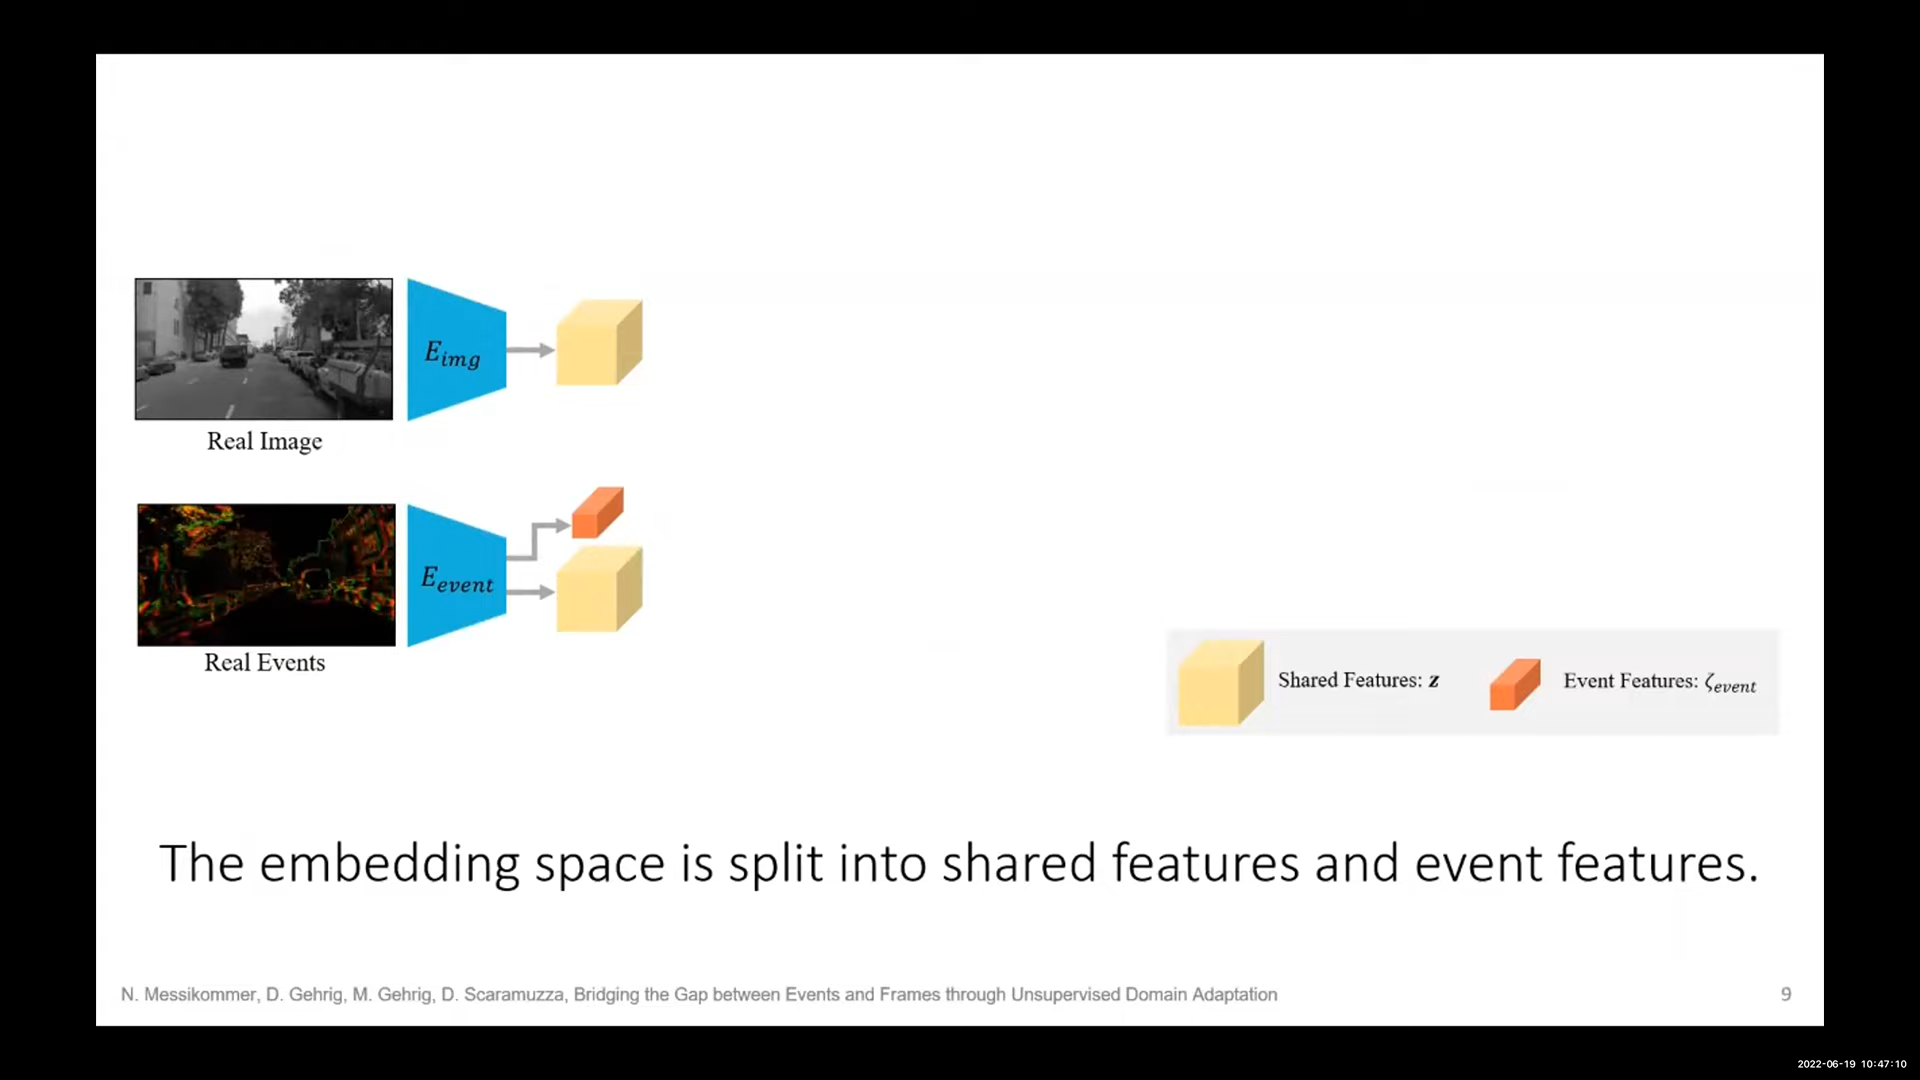 E_img
Real Image
E_event
Real Events
Shared Features: z
Event Features: ζ_event
The embedding space is split into shared features and event features.
N. Messikommer, D. Gehrig, M. Gehrig, D. Scaramuzza, Bridging the Gap between Events and Frames through Unsupervised Domain Adaptation
9
2022-06-19 10:47:10